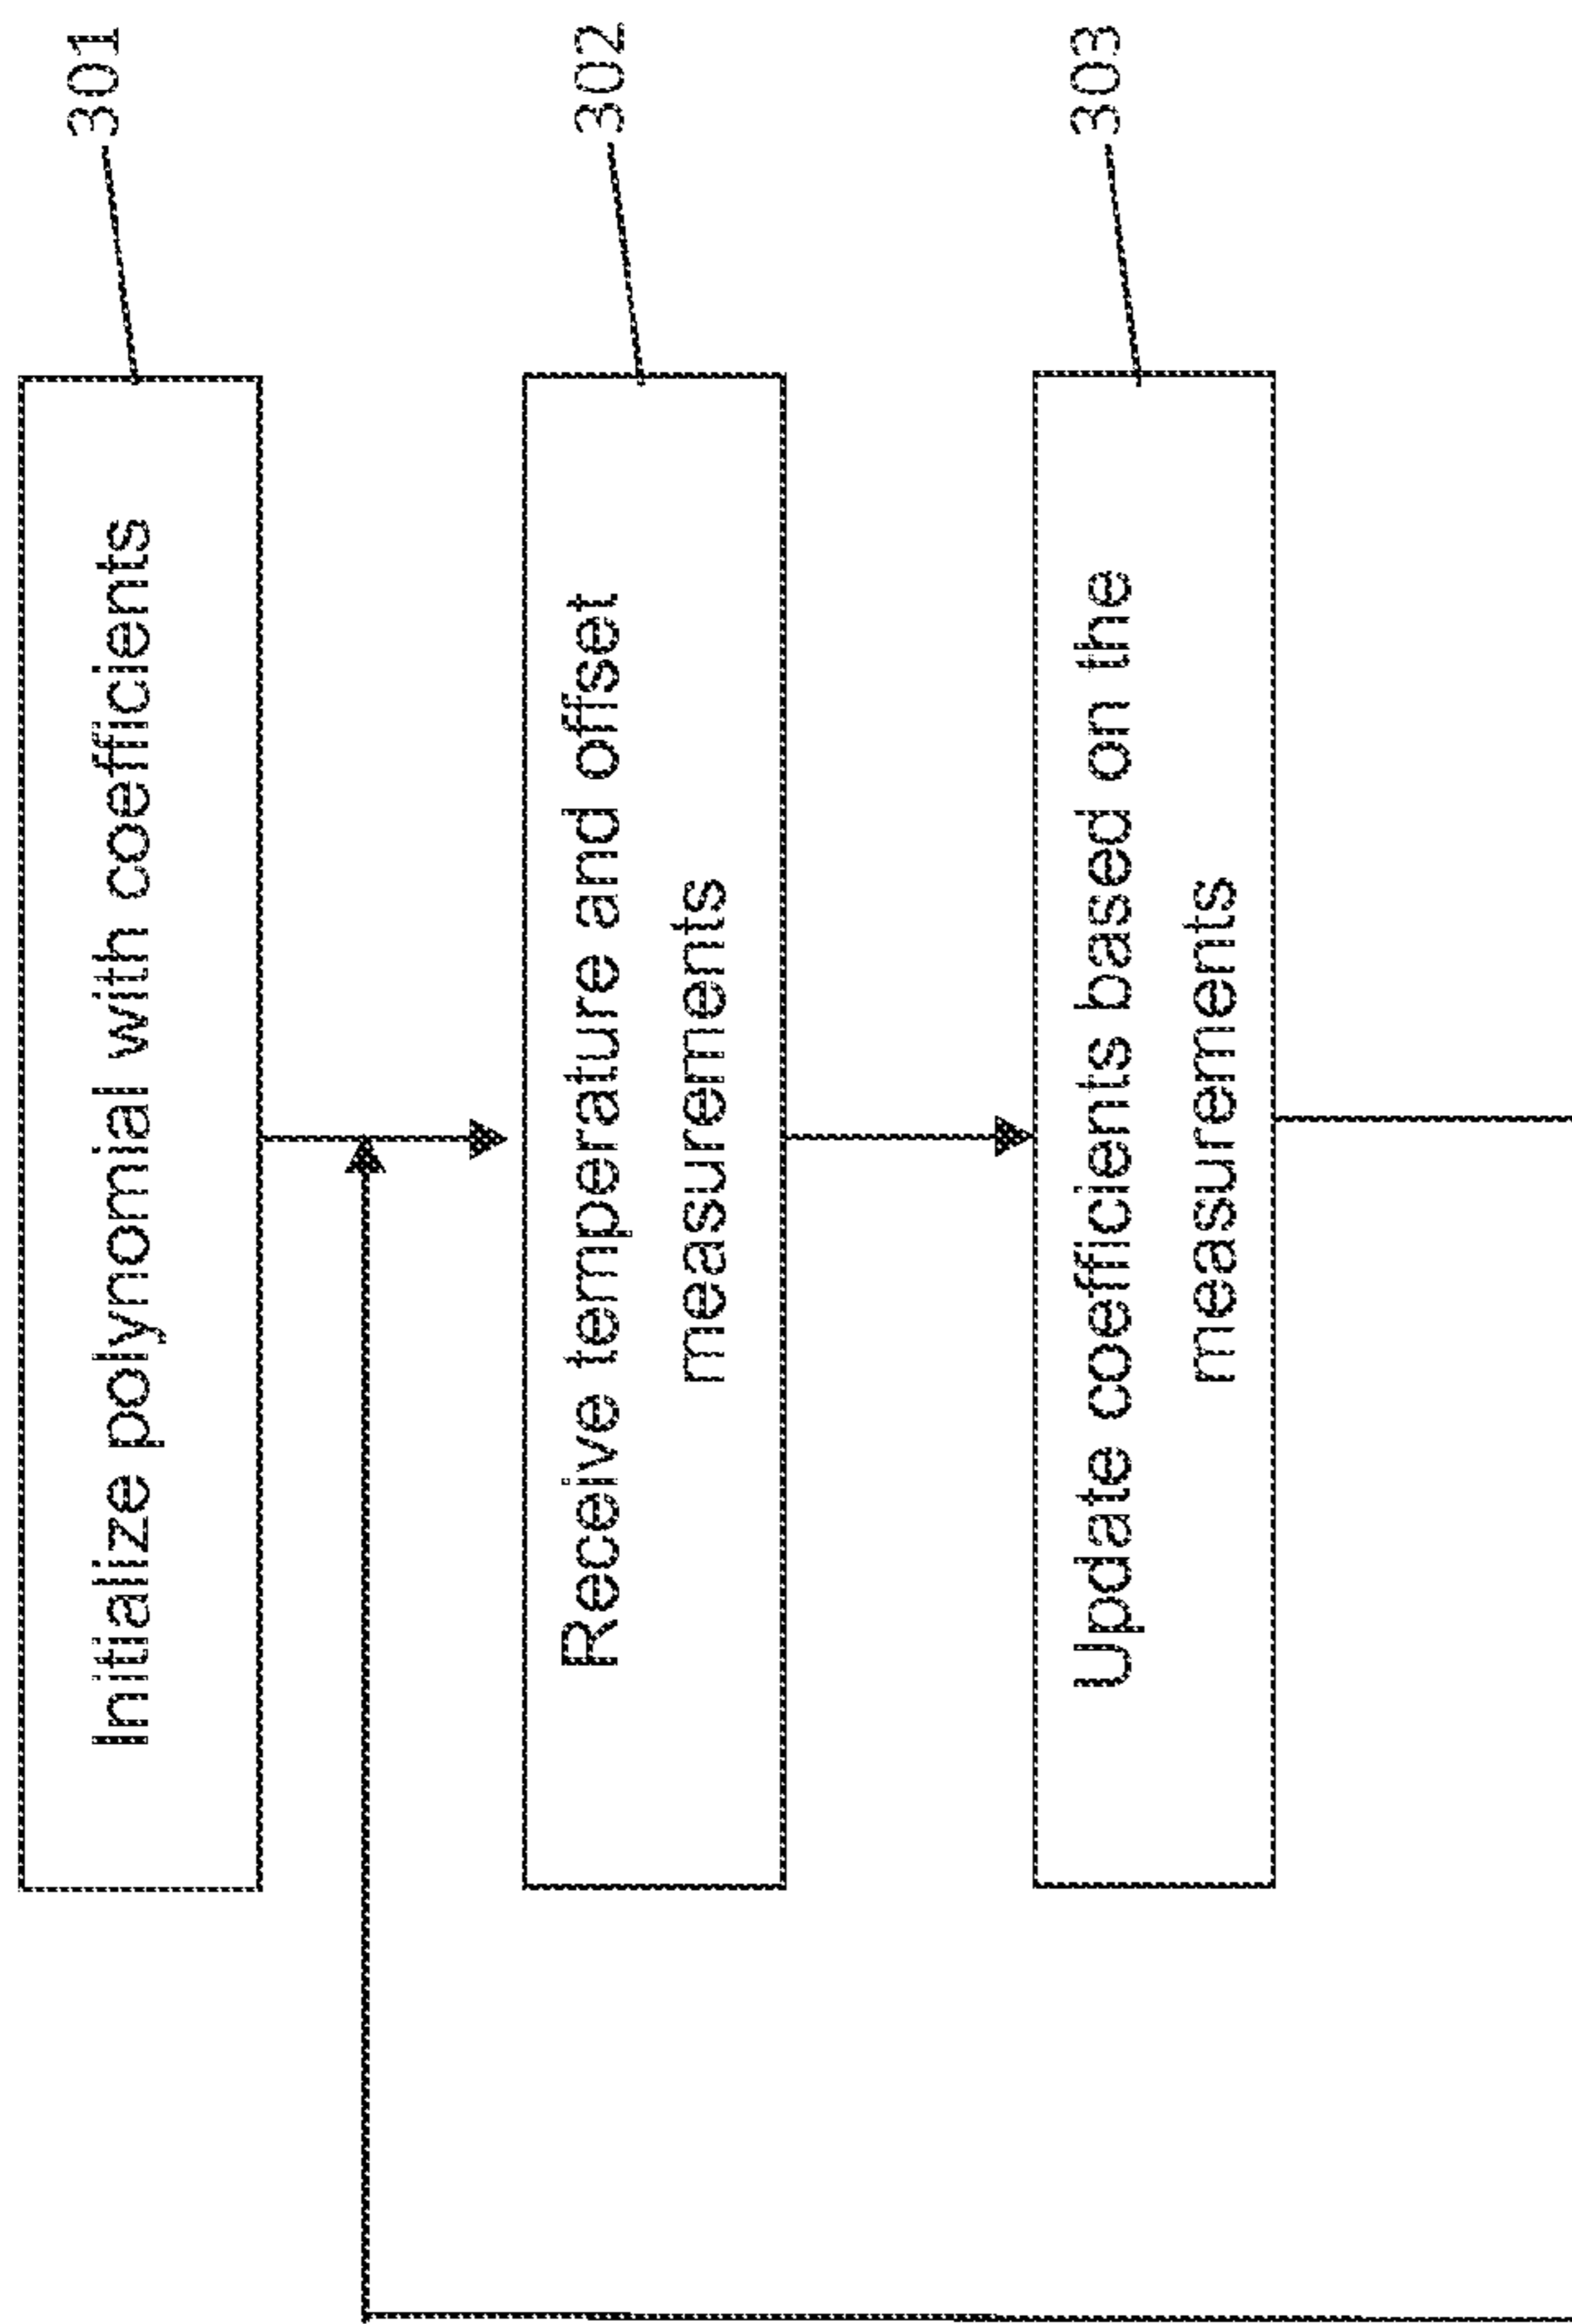 Initialize polynomial with coefficients
301
Receive temperature and offset
measurements
302
Update coefficients based on the
measurements
303